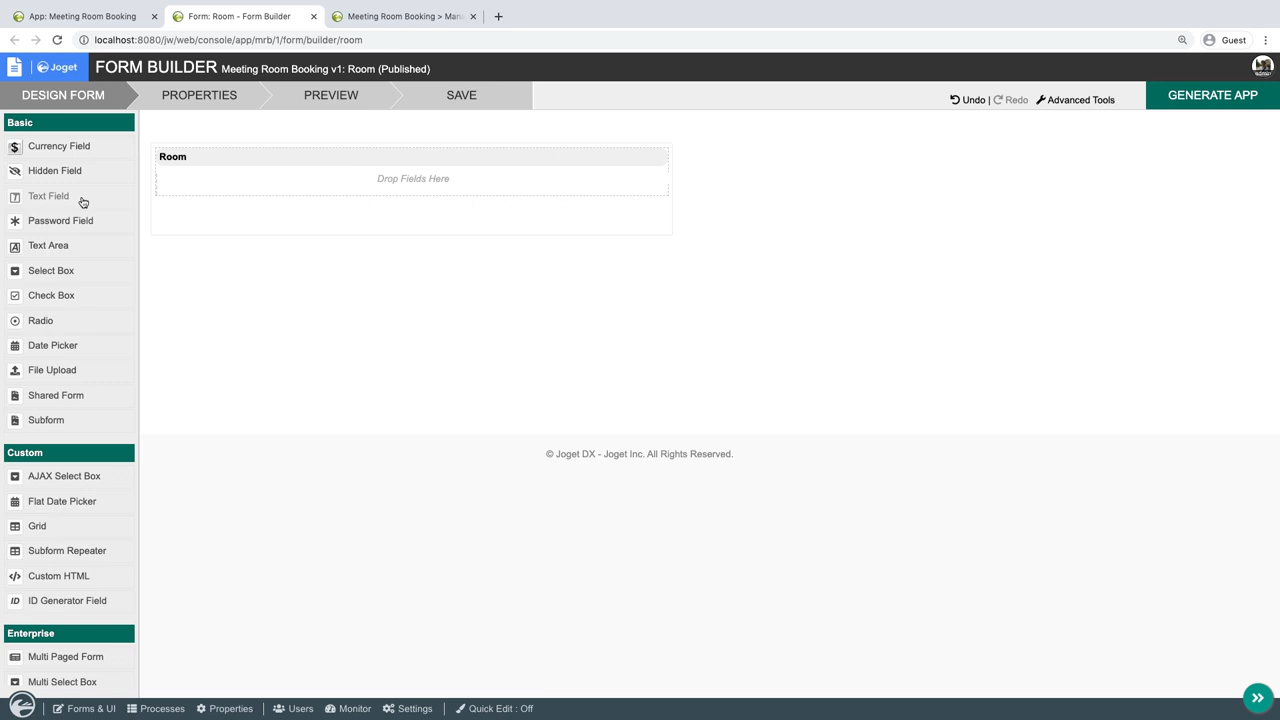 App: Meeting Room Booking
Form: Room - Form Builder
Meeting Room Booking > Man
localhost:8080/jw/web/console/app/mrb/1/form/builder/room
Guest
Joget
FORM BUILDER Meeting Room Booking v1: Room (Published)
admin
DESIGN FORM
PROPERTIES
PREVIEW
SAVE
Undo | Redo
Advanced Tools
GENERATE APP
Basic
Currency Field
Hidden Field
Text Field
Password Field
Text Area
Select Box
Check Box
Radio
Date Picker
File Upload
Shared Form
Subform
Custom
AJAX Select Box
Flat Date Picker
Grid
Subform Repeater
Custom HTML
ID Generator Field
Enterprise
Multi Paged Form
Multi Select Box
Room
Drop Fields Here
© Joget DX - Joget Inc. All Rights Reserved.
Forms & UI
Processes
Properties
Users
Monitor
Settings
Quick Edit : Off